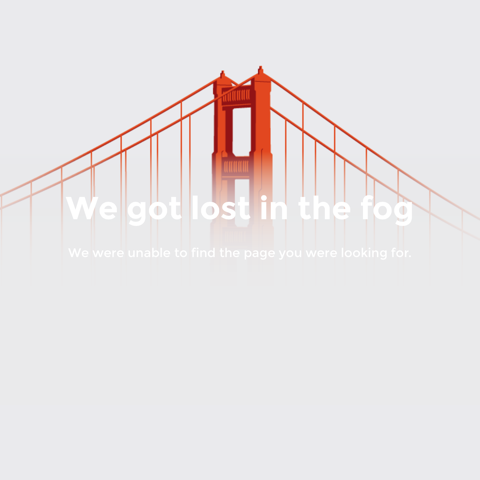 We got lost in the fog
We were unable to find the page you were looking for.